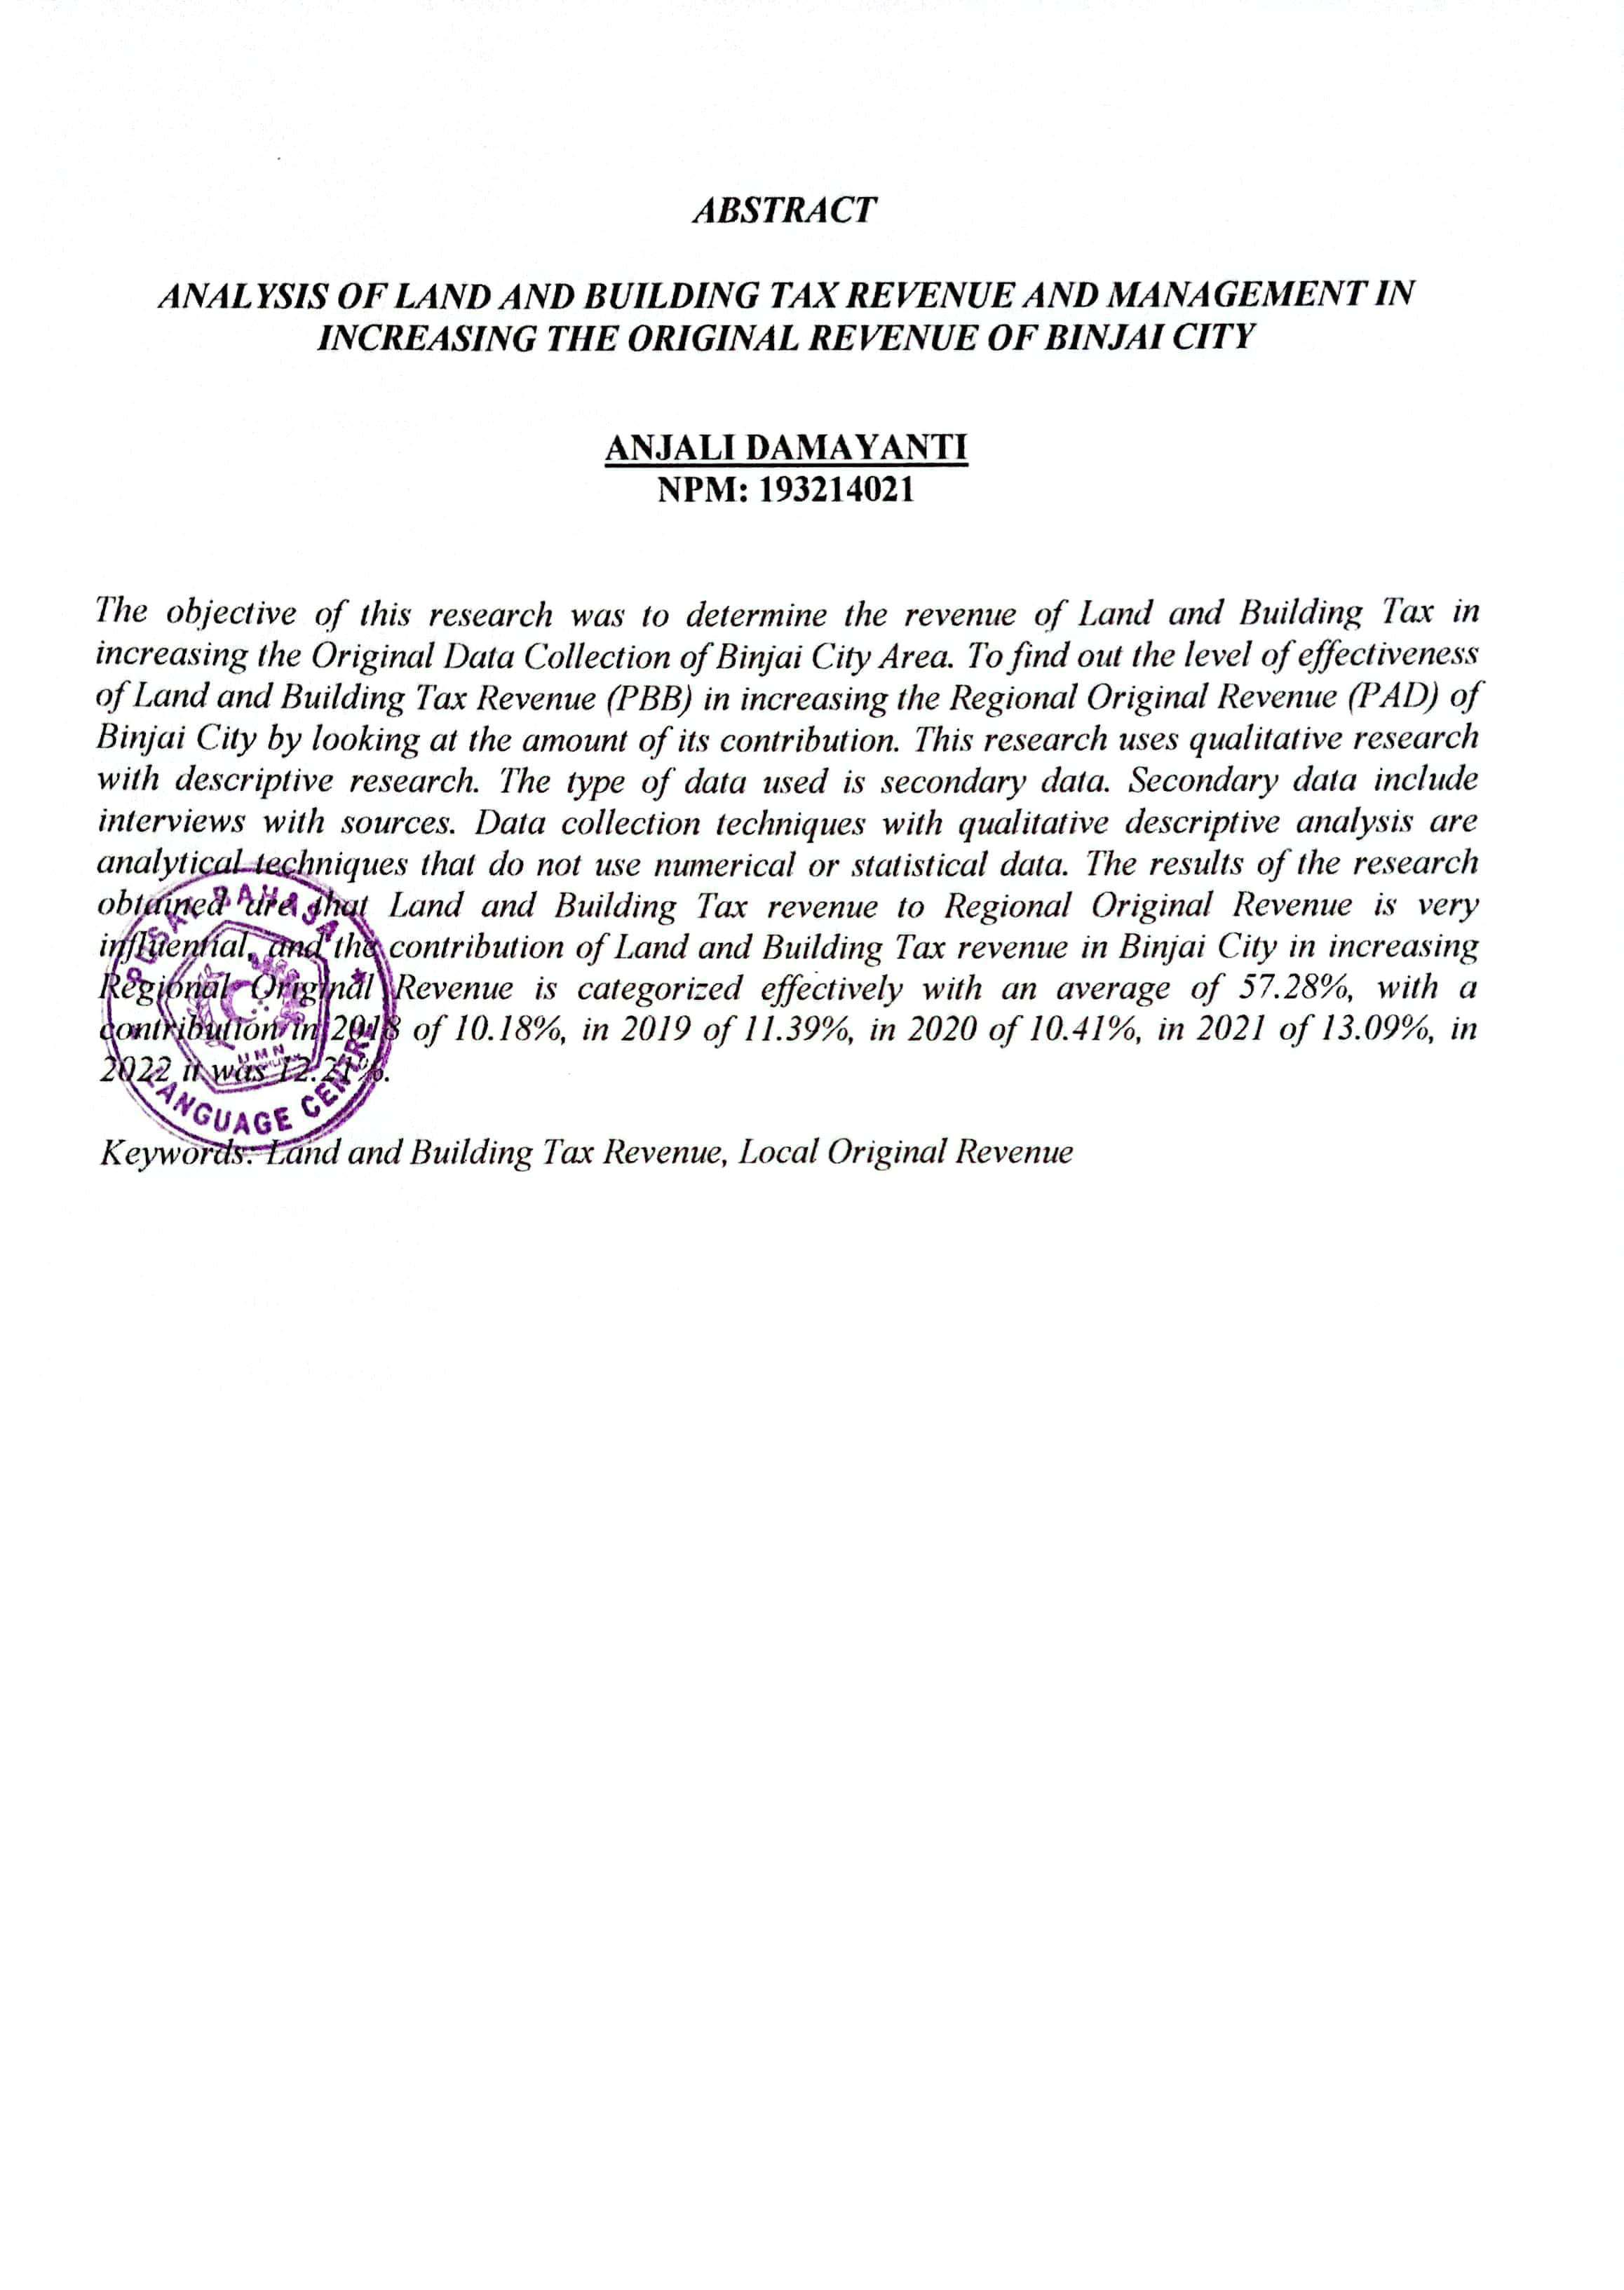 ABSTRACT
ANALYSIS OF LAND AND BUILDING TAX REVENUE AND MANAGEMENT IN
INCREASING THE ORIGINAL REVENUE OF BINJAI CITY
ANJALI DAMAYANTI
NPM: 193214021
The objective of this research was to determine the revenue of Land and Building Tax in
increasing the Original Data Collection of Binjai City Area. To find out the level of effectiveness
of Land and Building Tax Revenue (PBB) in increasing the Regional Original Revenue (PAD) of
Binjai City by looking at the amount of its contribution. This research uses qualitative research
with descriptive research. The type of data used is secondary data. Secondary data include
interviews with sources. Data collection techniques with qualitative descriptive analysis are
analytical techniques that do not use numerical or statistical data. The results of the research
obtained are that Land and Building Tax revenue to Regional Original Revenue is very
influential, and the contribution of Land and Building Tax revenue in Binjai City in increasing
Regional Original Revenue is categorized effectively with an average of 57.28%, with a
contribution in 2018 of 10.18%, in 2019 of 11.39%, in 2020 of 10.41%, in 2021 of 13.09%, in
2022 it was 12.21%.
PUSAT BAHASA
UMN
LANGUAGE CENTRE
Keywords: Land and Building Tax Revenue, Local Original Revenue